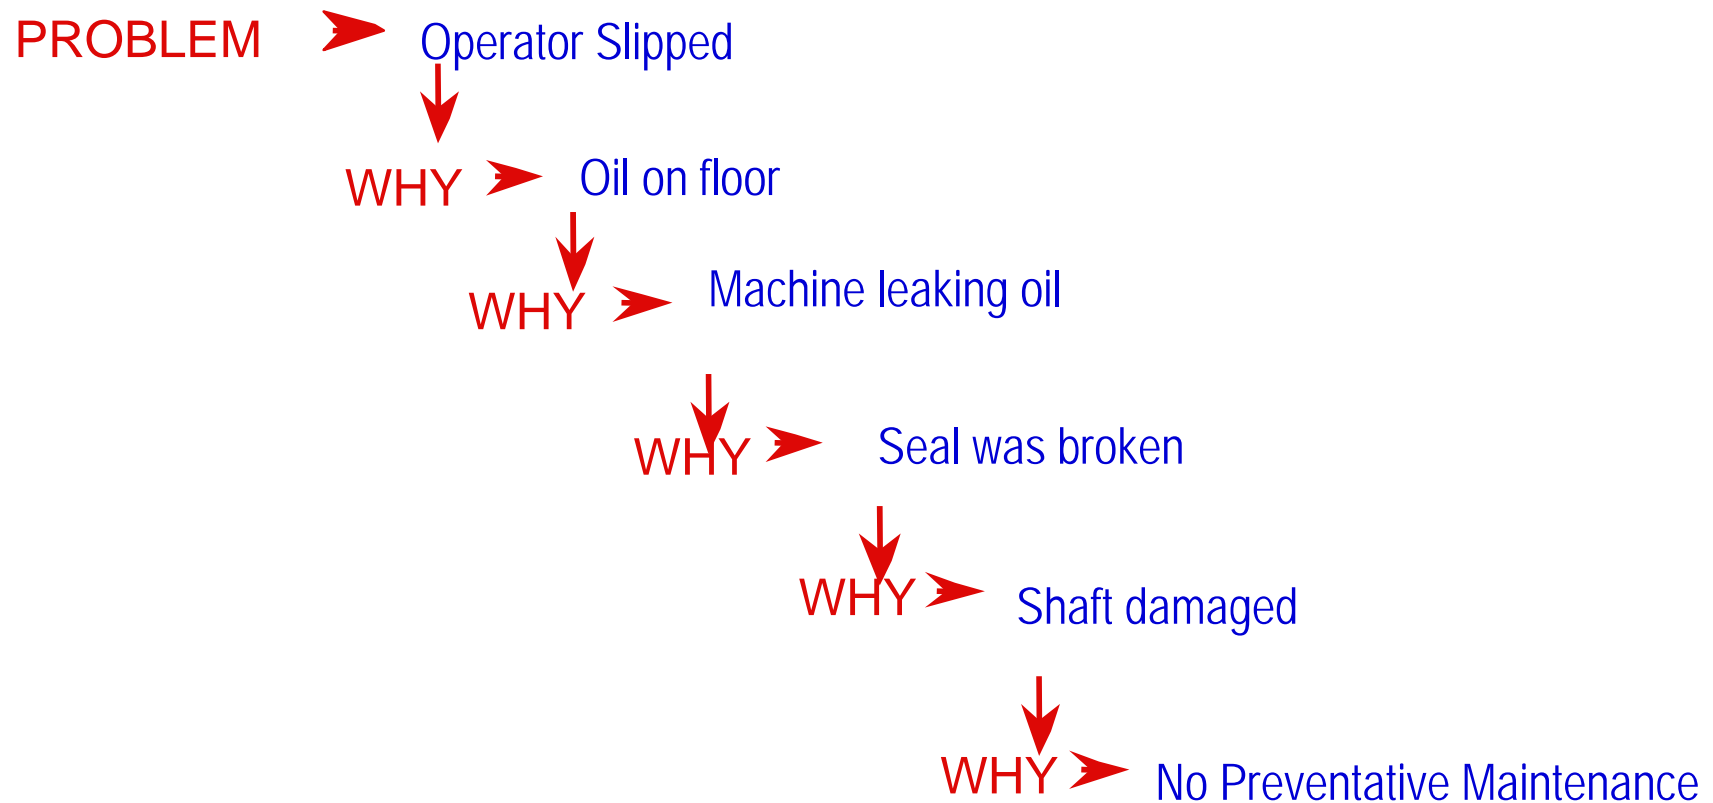 PROBLEM Operator Slipped
WHY Oil on floor
WHY Machine leaking oil
WHY Seal was broken
WHY Shaft damaged
WHY No Preventative Maintenance